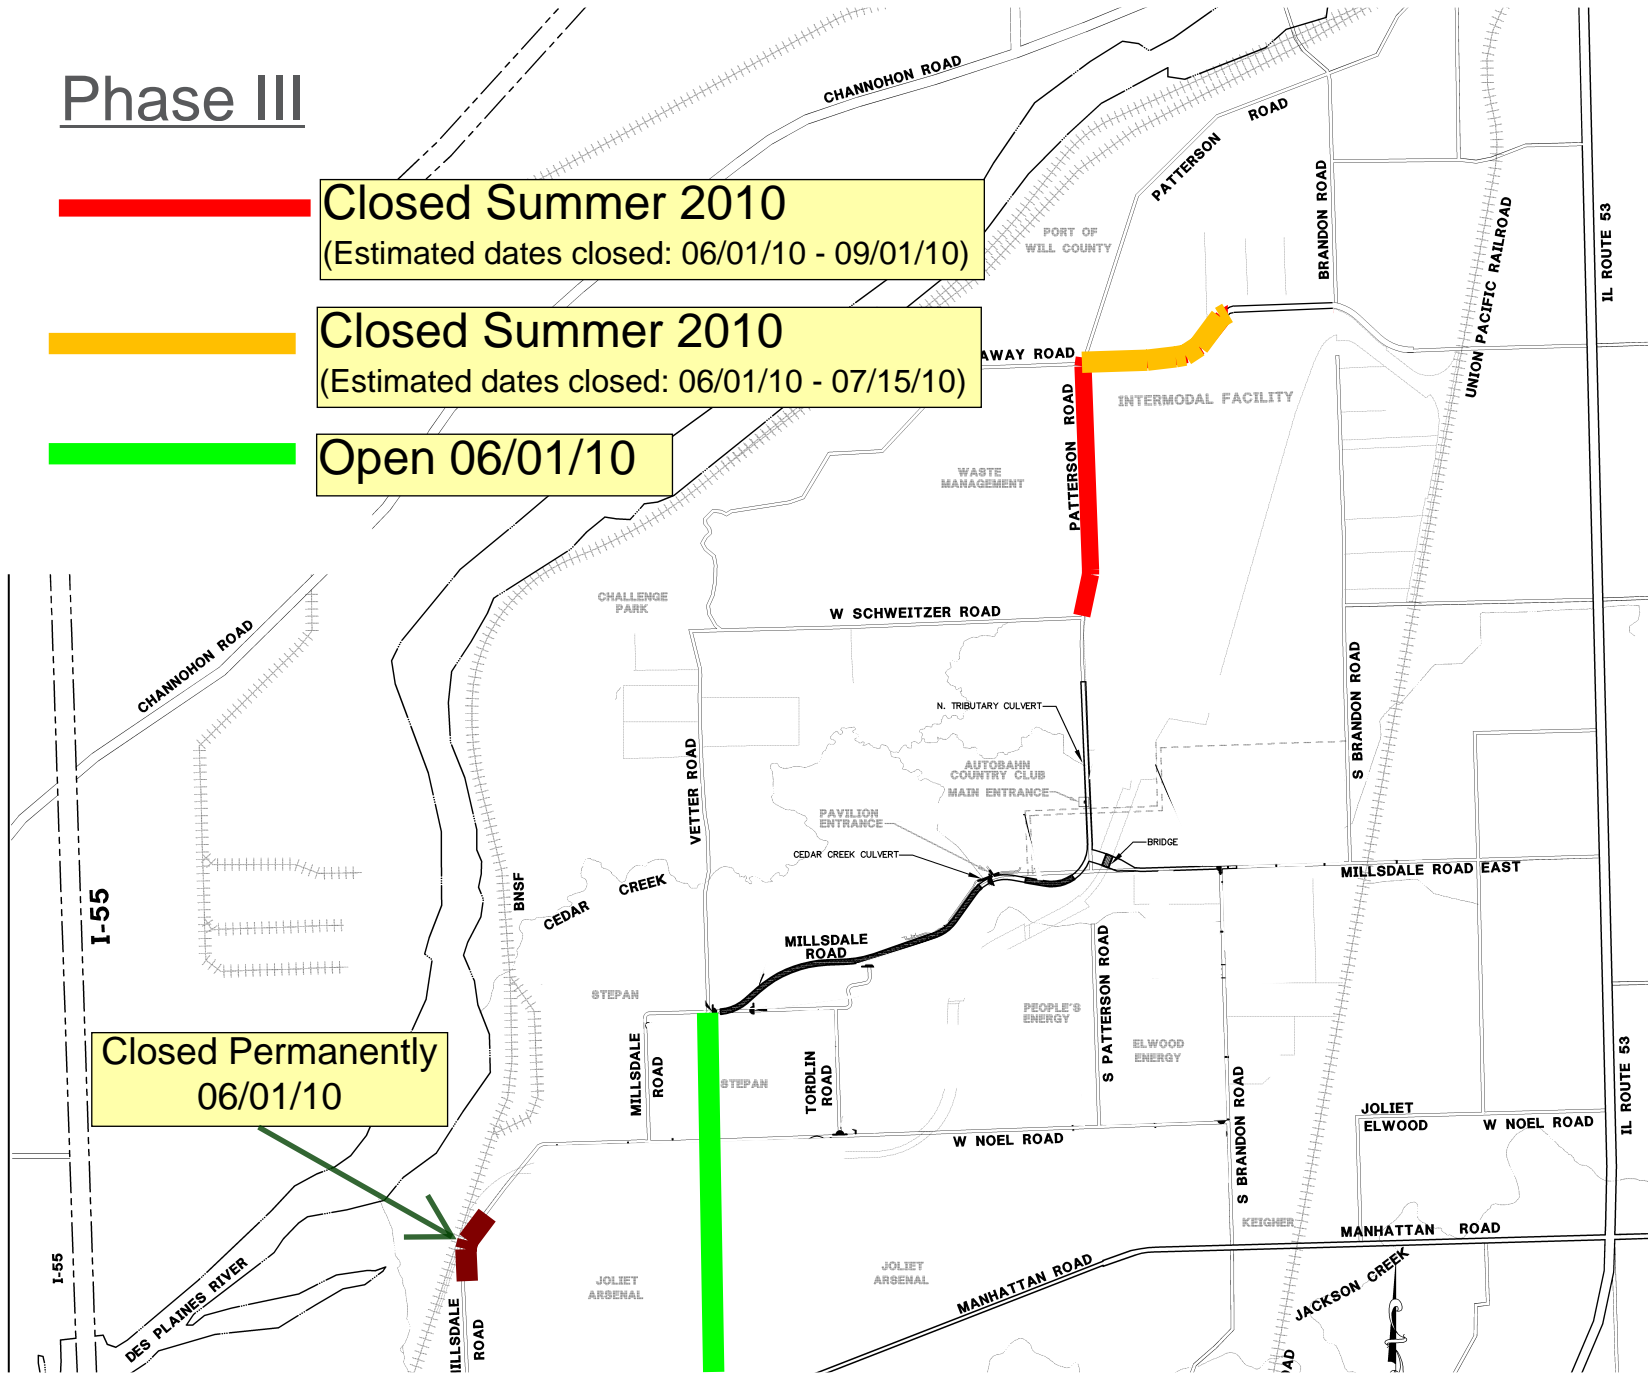 Phase III
Closed Summer 2010
(Estimated dates closed: 06/01/10 - 09/01/10)
Closed Summer 2010
(Estimated dates closed: 06/01/10 - 07/15/10)
Open 06/01/10
Closed Permanently
06/01/10
CHANNOHON ROAD
PATTERSON ROAD
PORT OF
WILL COUNTY
BRANDON ROAD
UNION PACIFIC RAILROAD
IL ROUTE 53
AWAY ROAD
PATTERSON ROAD
INTERMODAL FACILITY
WASTE
MANAGEMENT
CHALLENGE
PARK
W SCHWEITZER ROAD
CHANNOHON ROAD
N. TRIBUTARY CULVERT
S BRANDON ROAD
VETTER ROAD
AUTOBAHN
COUNTRY CLUB
MAIN ENTRANCE
PAVILION
ENTRANCE
CEDAR CREEK CULVERT
BRIDGE
MILLSDALE ROAD EAST
I-55
BNSF
CEDAR CREEK
MILLSDALE
ROAD
STEPAN
PEOPLE'S
ENERGY
S PATTERSON ROAD
ELWOOD
ENERGY
MILLSDALE
ROAD
STEPAN
TORDLIN
ROAD
W NOEL ROAD
S BRANDON ROAD
JOLIET
ELWOOD
W NOEL ROAD
IL ROUTE 53
KEIGHER
MANHATTAN ROAD
MANHATTAN ROAD
JACKSON CREEK
JOLIET
ARSENAL
JOLIET
ARSENAL
I-55
DES PLAINES RIVER
ILLSDALE
ROAD
OAD